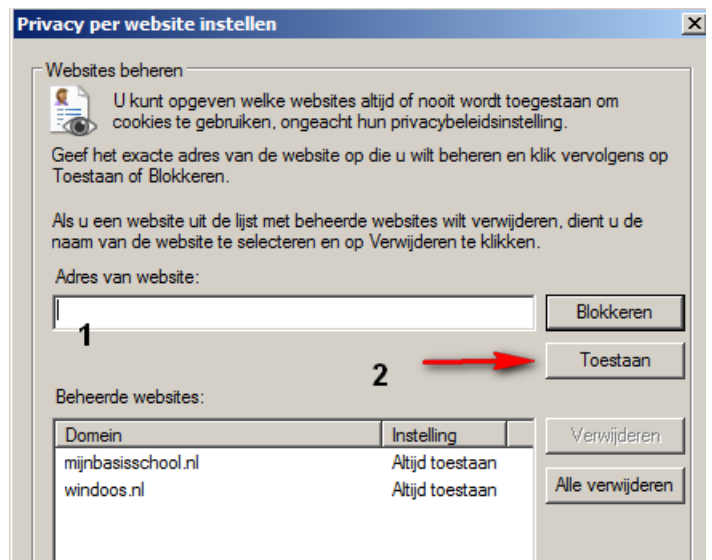 Privacy per website instellen
Websites beheren
U kunt opgeven welke websites altijd of nooit wordt toegestaan om
cookies te gebruiken, ongeacht hun privacybeleidsinstelling.
Geef het exacte adres van de website op die u wilt beheren en klik vervolgens op
Toestaan of Blokkeren.
Als u een website uit de lijst met beheerde websites wilt verwijderen, dient u de
naam van de website te selecteren en op Verwijderen te klikken.
Adres van website:
1
Blokkeren
2
Toestaan
Beheerde websites:
Domein Instelling
Verwijderen
mijnbasisschool.nl Altijd toestaan
windoos.nl Altijd toestaan
Alle verwijderen